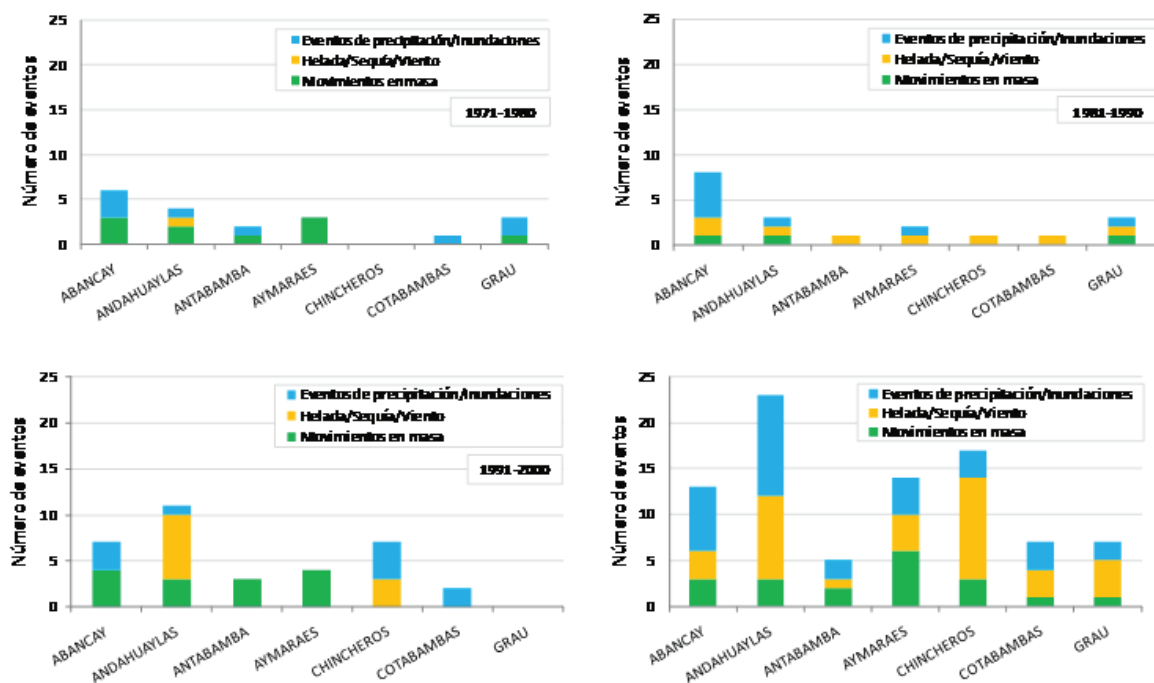 25
20
15
10
5
0
Número de eventos
Eventos de precipitación/Inundaciones
Helada/Sequía/Viento
Movimientos en masa
1971-1980
ABANCAY
ANDAHUAYLAS
ANTABAMBA
AYMARAES
CHINCHEROS
COTABAMBAS
GRAU
25
20
15
10
5
0
Número de eventos
Eventos de precipitación/Inundaciones
Helada/Sequía/Viento
Movimientos en masa
1981-1990
ABANCAY
ANDAHUAYLAS
ANTABAMBA
AYMARAES
CHINCHEROS
COTABAMBAS
GRAU
25
20
15
10
5
0
Número de eventos
Eventos de precipitación/Inundaciones
Helada/Sequía/Viento
Movimientos en masa
1991-2000
ABANCAY
ANDAHUAYLAS
ANTABAMBA
AYMARAES
CHINCHEROS
COTABAMBAS
GRAU
25
20
15
10
5
0
Número de eventos
Eventos de precipitación/Inundaciones
Helada/Sequía/Viento
Movimientos en masa
ABANCAY
ANDAHUAYLAS
ANTABAMBA
AYMARAES
CHINCHEROS
COTABAMBAS
GRAU